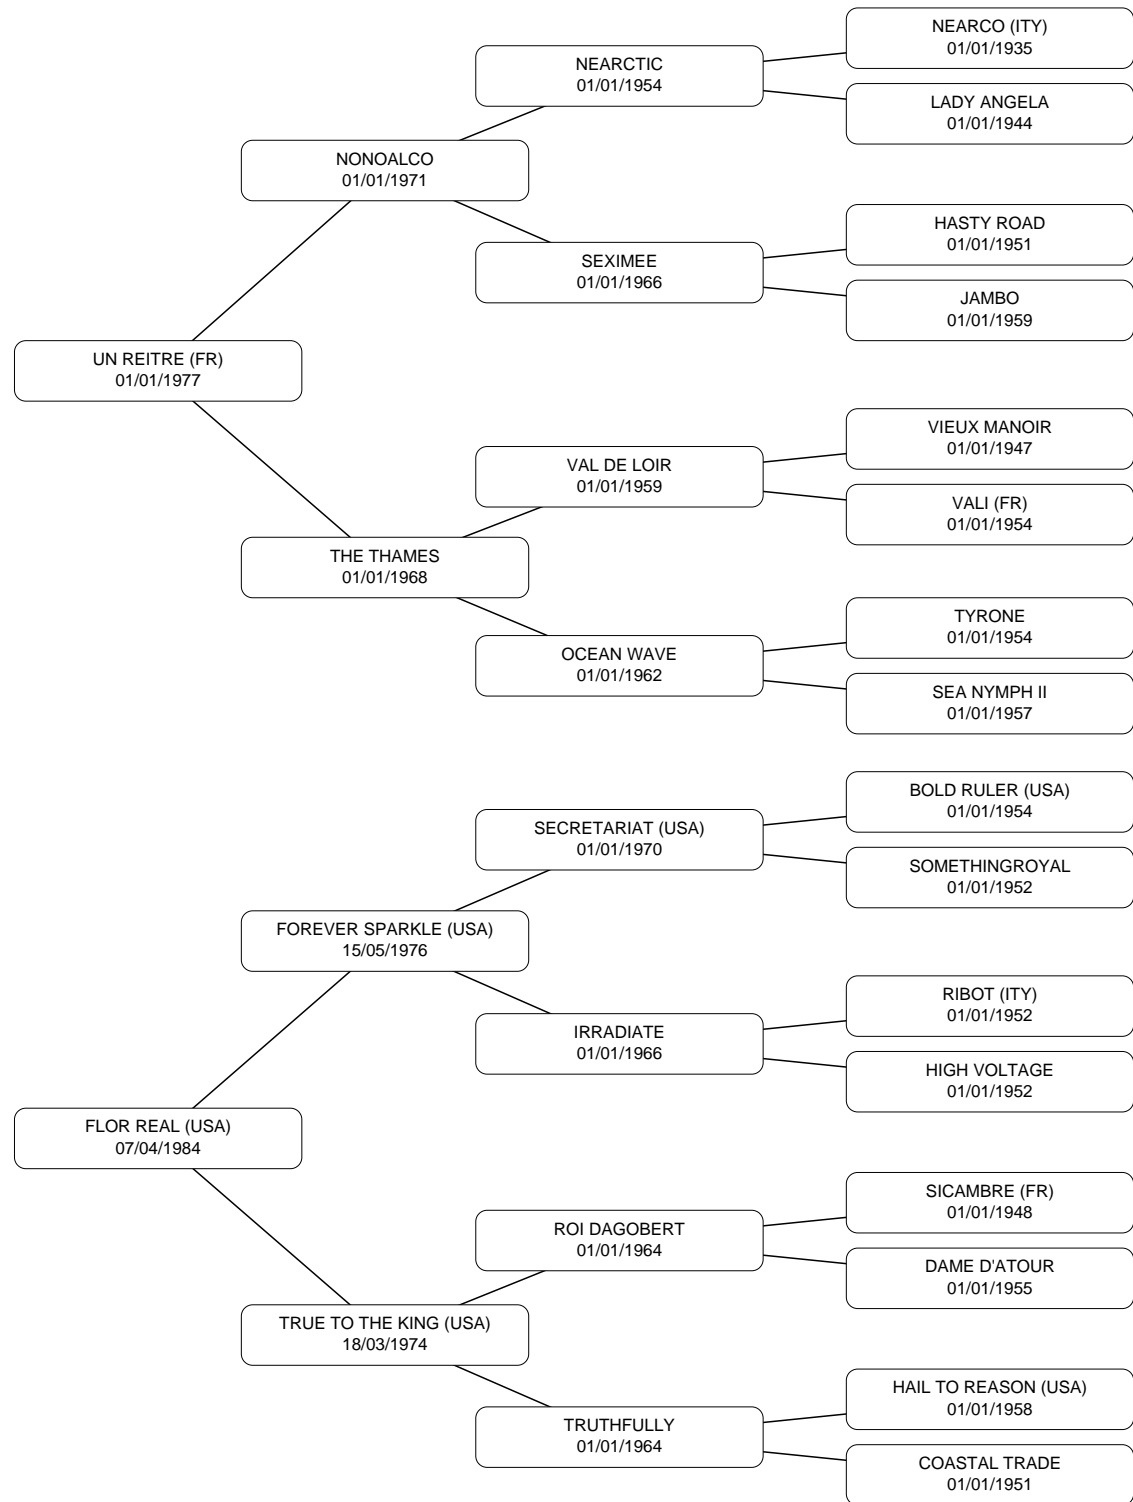 NEARCO (ITY)
01/01/1935
NEARCTIC
01/01/1954
LADY ANGELA
01/01/1944
NONOALCO
01/01/1971
HASTY ROAD
01/01/1951
SEXIMEE
01/01/1966
JAMBO
01/01/1959
UN REITRE (FR)
01/01/1977
VIEUX MANOIR
01/01/1947
VAL DE LOIR
01/01/1959
VALI (FR)
01/01/1954
THE THAMES
01/01/1968
TYRONE
01/01/1954
OCEAN WAVE
01/01/1962
SEA NYMPH II
01/01/1957
BOLD RULER (USA)
01/01/1954
SECRETARIAT (USA)
01/01/1970
SOMETHINGROYAL
01/01/1952
FOREVER SPARKLE (USA)
15/05/1976
RIBOT (ITY)
01/01/1952
IRRADIATE
01/01/1966
HIGH VOLTAGE
01/01/1952
FLOR REAL (USA)
07/04/1984
SICAMBRE (FR)
01/01/1948
ROI DAGOBERT
01/01/1964
DAME D'ATOUR
01/01/1955
TRUE TO THE KING (USA)
18/03/1974
HAIL TO REASON (USA)
01/01/1958
TRUTHFULLY
01/01/1964
COASTAL TRADE
01/01/1951